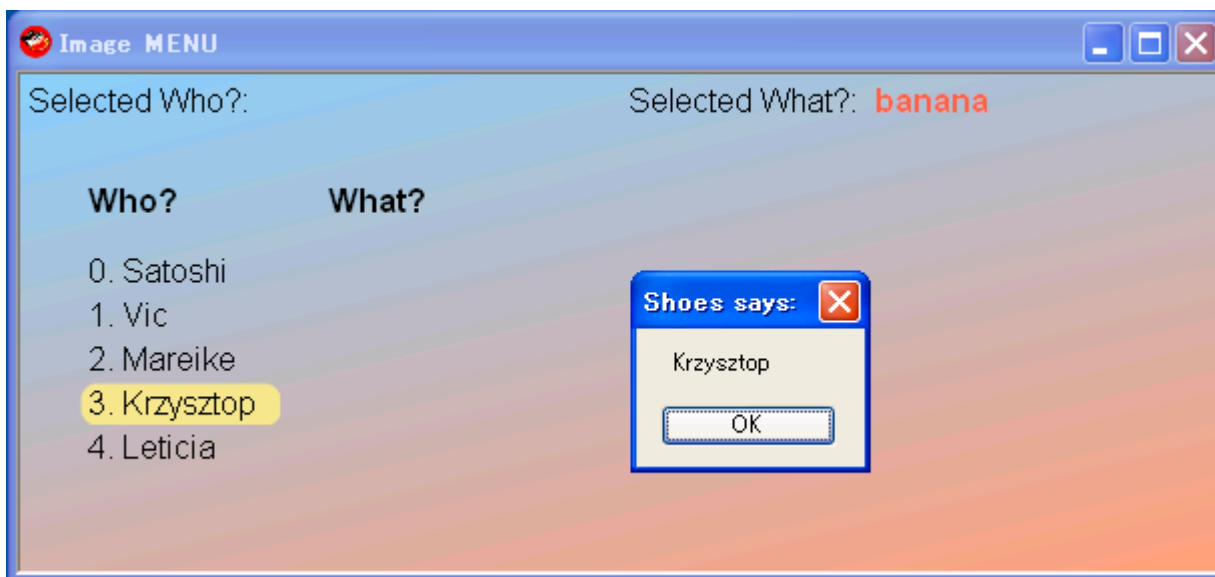 Image MENU
Selected Who?: Selected What?: banana
Who? What?
0. Satoshi
1. Vic
2. Mareike
3. Krzysztop
4. Leticia
Shoes says:
Krzysztop
OK